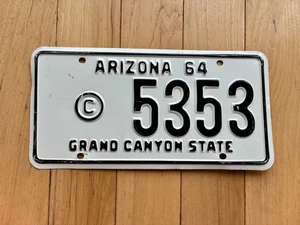 ARIZONA 64
Ⓒ 5353
GRAND CANYON STATE